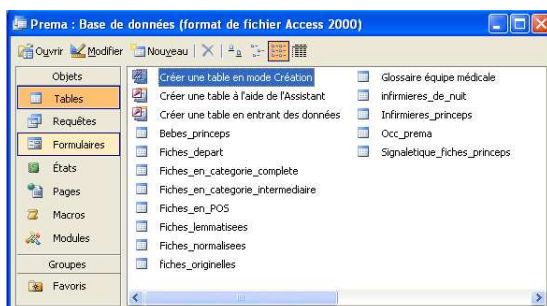 Prema : Base de données (format de fichier Access 2000)
Ouvrir Modifier Nouveau
Objets
Tables
Requêtes
Formulaires
États
Pages
Macros
Modules
Groupes
Favoris
Créer une table en mode Création
Créer une table à l'aide de l'Assistant
Créer une table en entrant des données
Bebes_princeps
Fiches_depart
Fiches_en_categorie_complete
Fiches_en_categorie_intermediaire
Fiches_en_POS
Fiches_lemmatisees
Fiches_normalisees
fiches_originelles
Glossaire équipe médicale
infirmieres_de_nuit
Infirmieres_princeps
Occ_prema
Signaletique_fiches_princeps